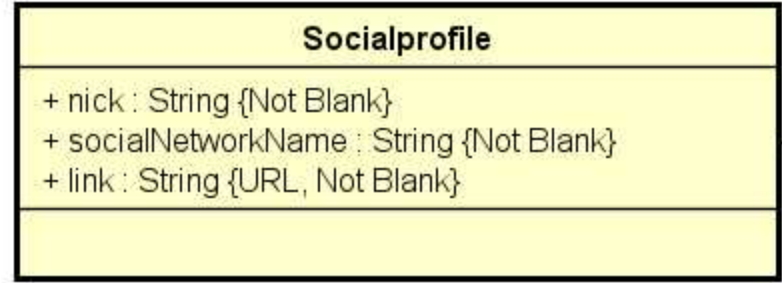 Socialprofile
+ nick : String {Not Blank}
+ socialNetworkName : String {Not Blank}
+ link : String {URL, Not Blank}